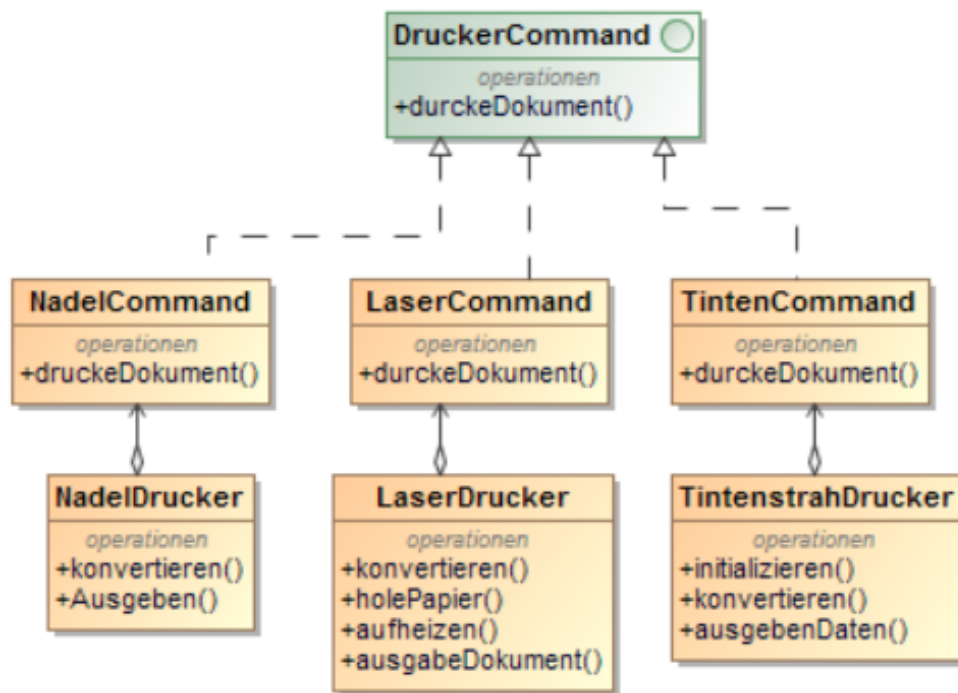 DruckerCommand
operationen
+durckeDokument()
NadelCommand
operationen
+druckeDokument()
LaserCommand
operationen
+durckeDokument()
TintenCommand
operationen
+durckeDokument()
NadelDrucker
operationen
+konvertieren()
+Ausgeben()
LaserDrucker
operationen
+konvertieren()
+holePapier()
+aufheizen()
+ausgabeDokument()
TintenstrahDrucker
operationen
+initializieren()
+konvertieren()
+ausgebenDaten()